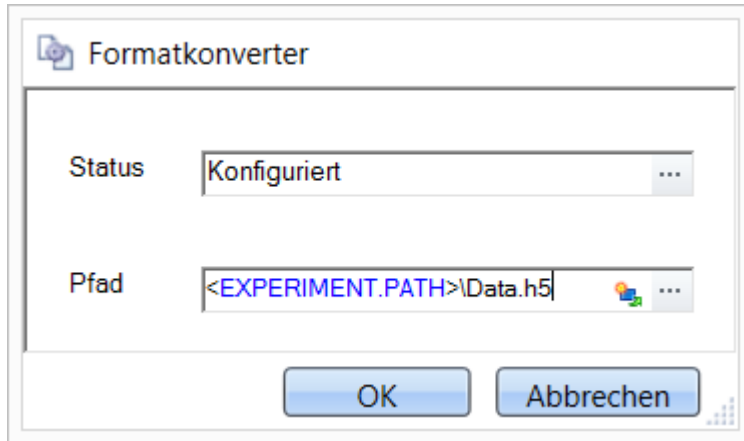 Formatkonverter
Status Konfiguriert ...
Pfad <EXPERIMENT.PATH>\Data.h5 ...
OK Abbrechen